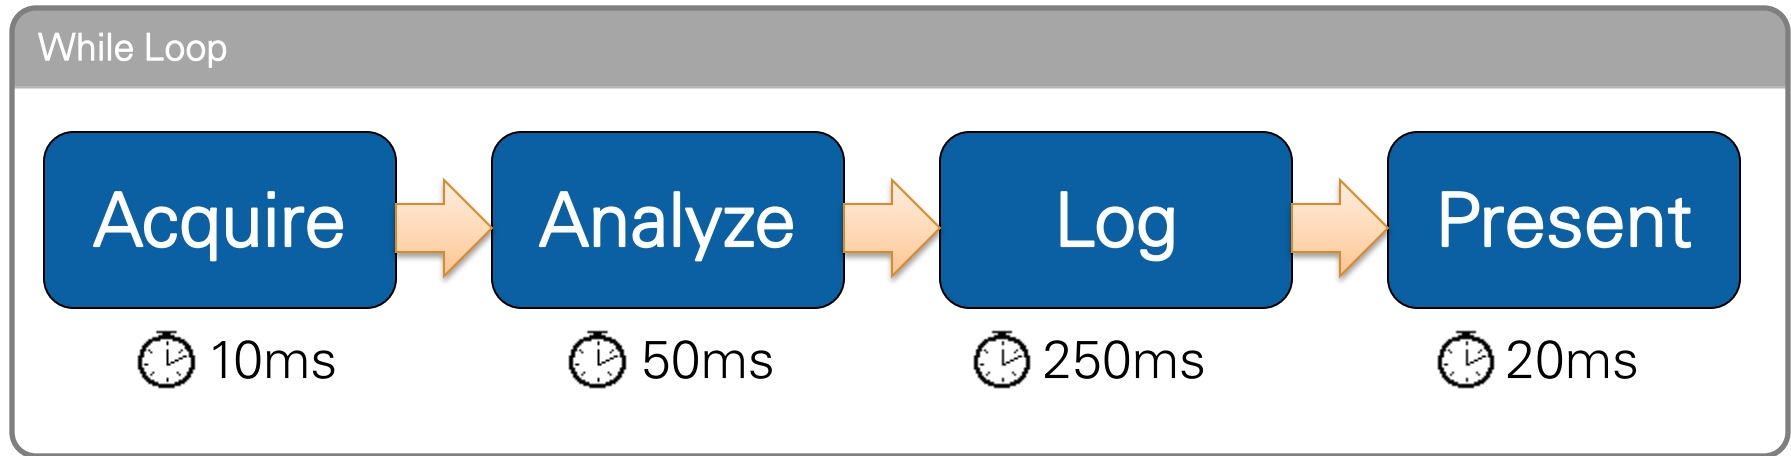 While Loop
Acquire
Analyze
Log
Present
10ms
50ms
250ms
20ms